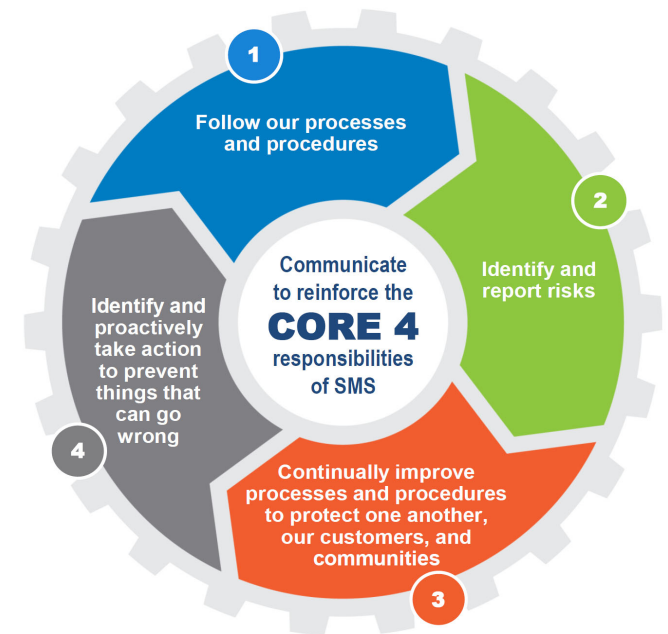 1
Follow our processes
and procedures
2
Identify and
report risks
3
Continually improve
processes and procedures
to protect one another,
our customers, and
communities
4
Identify and
proactively
take action
to prevent
things that
can go
wrong
Communicate
to reinforce the
CORE 4
responsibilities
of SMS